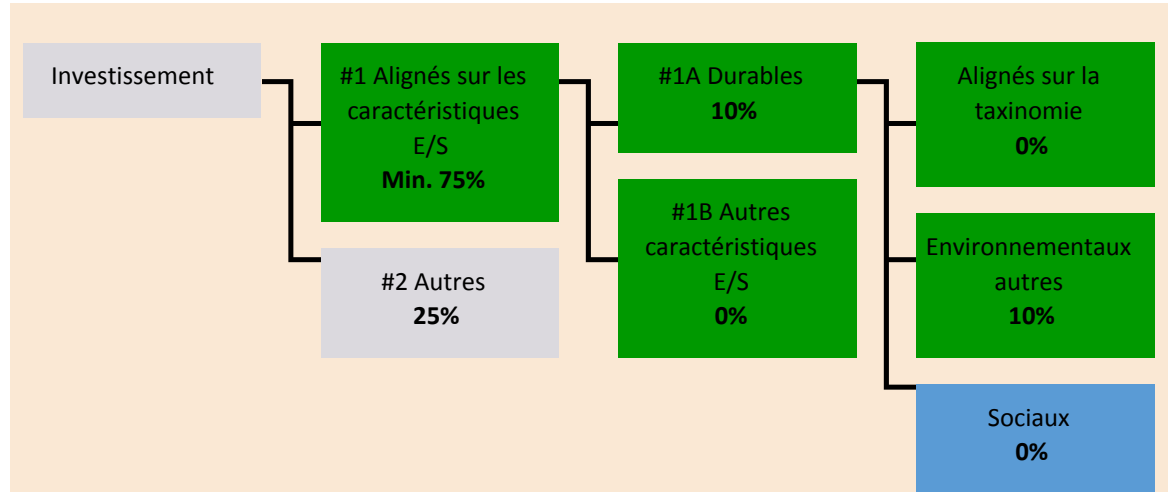 Investissement
#1 Alignés sur les
caractéristiques
E/S
Min. 75%
#2 Autres
25%
#1A Durables
10%
#1B Autres
caractéristiques
E/S
0%
Alignés sur la
taxinomie
0%
Environnementaux
autres
10%
Sociaux
0%